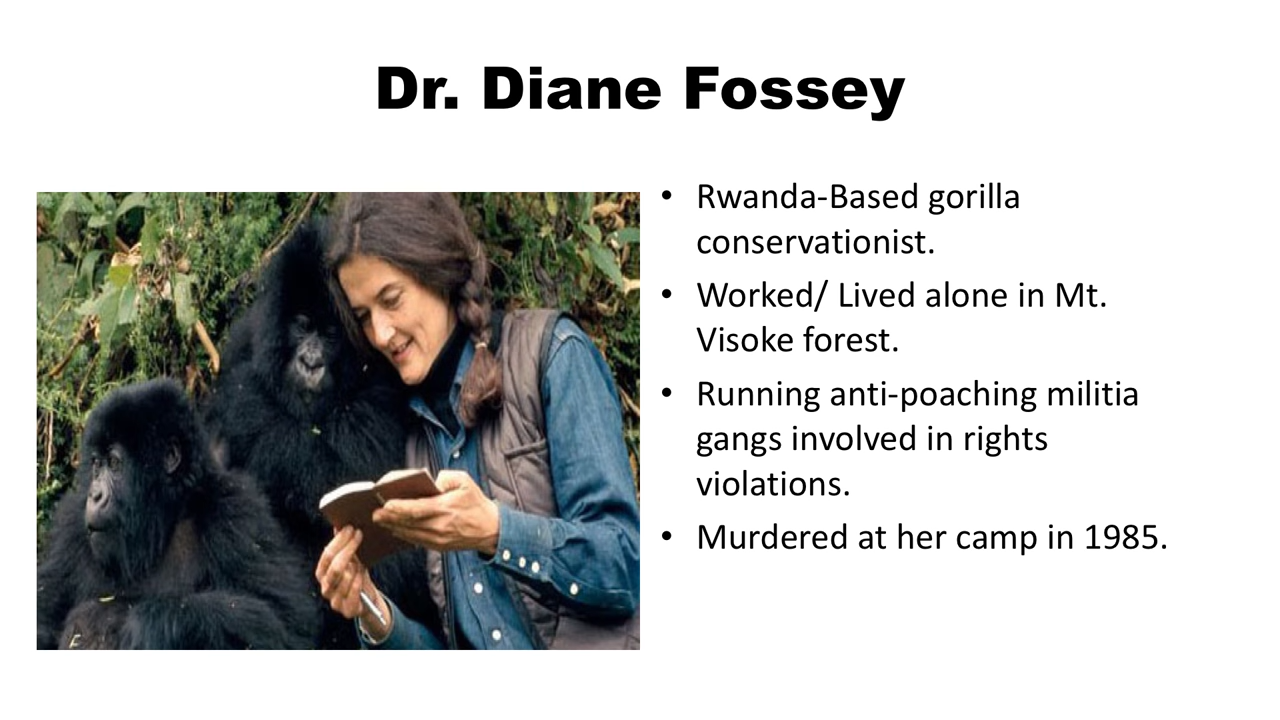 Dr. Diane Fossey
• Rwanda-Based gorilla
conservationist.
• Worked/ Lived alone in Mt.
Visoke forest.
• Running anti-poaching militia
gangs involved in rights
violations.
• Murdered at her camp in 1985.